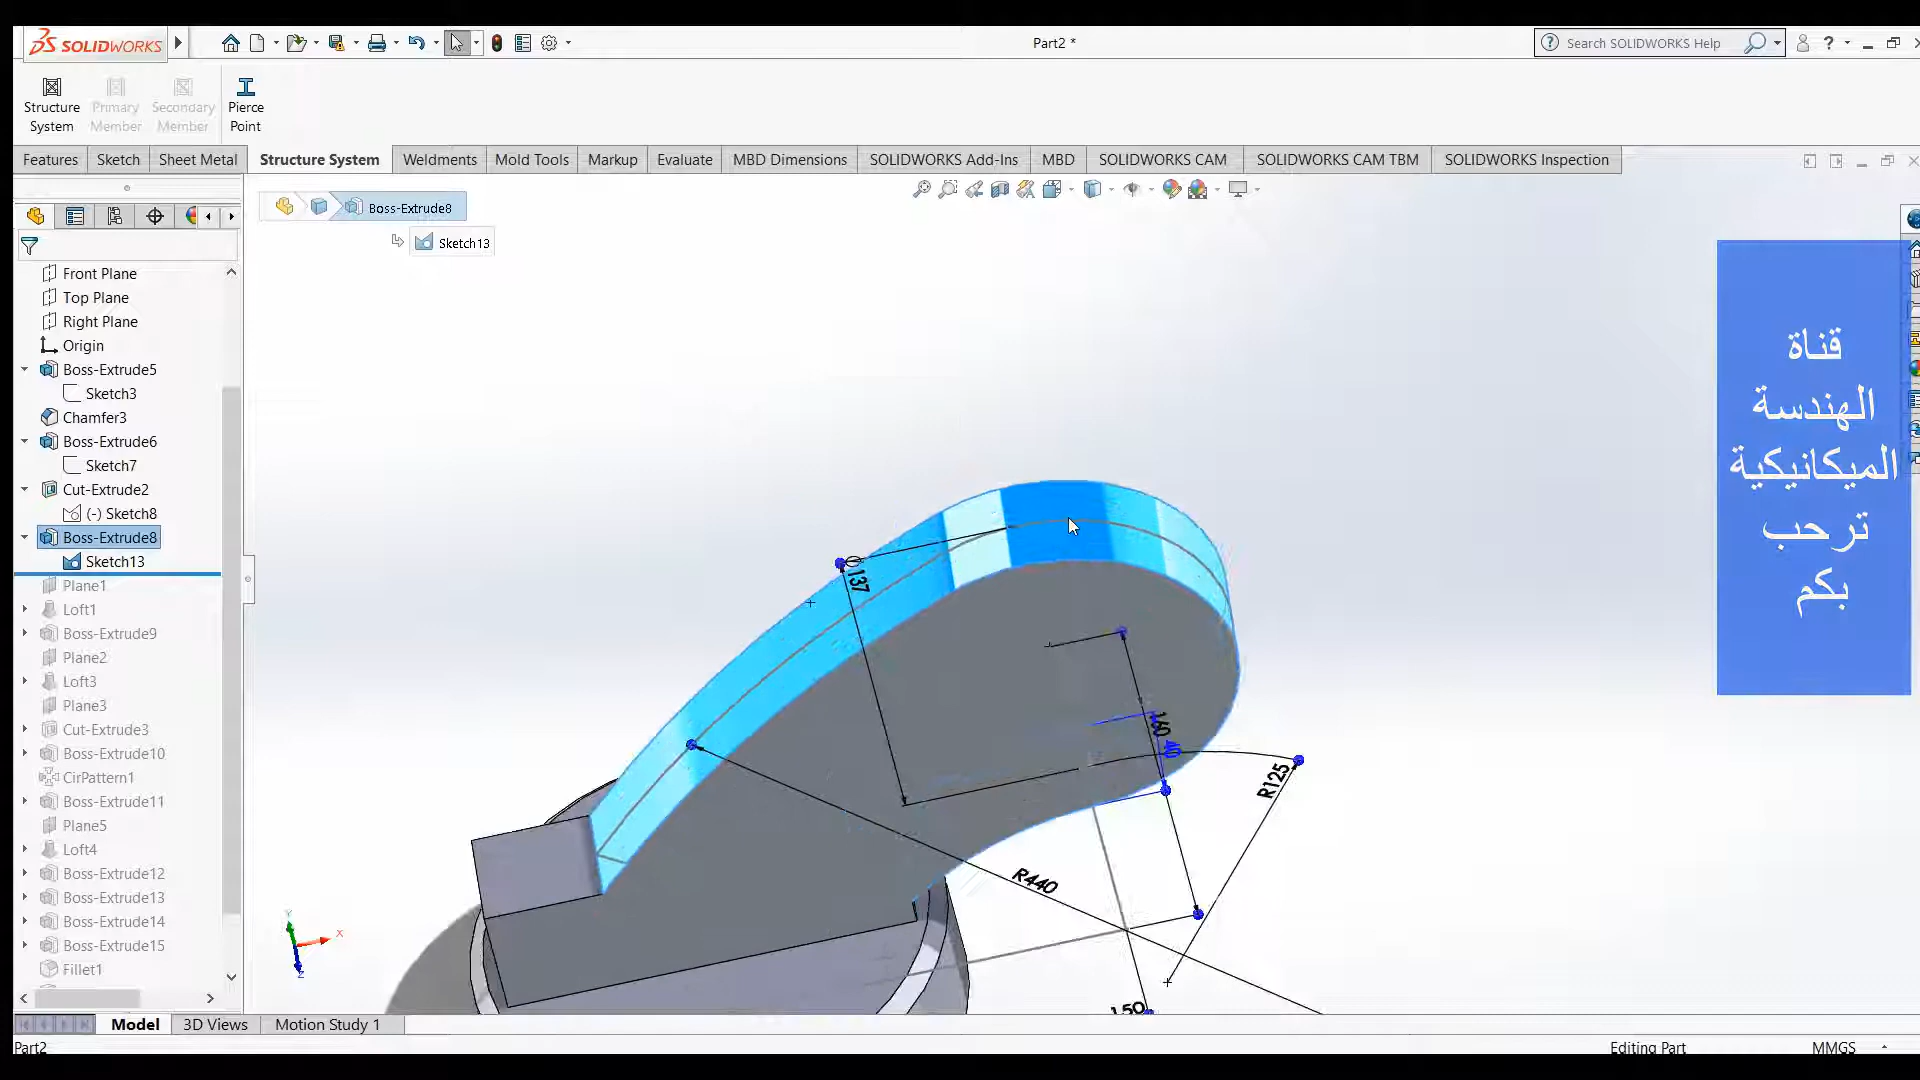 SOLIDWORKS
Part2 *
Search SOLIDWORKS Help
?
Structure System
Primary Member
Secondary Member
Pierce Point
Features
Sketch
Sheet Metal
Structure System
Weldments
Mold Tools
Markup
Evaluate
MBD Dimensions
SOLIDWORKS Add-Ins
MBD
SOLIDWORKS CAM
SOLIDWORKS CAM TBM
SOLIDWORKS Inspection
Boss-Extrude8
Sketch13
Front Plane
Top Plane
Right Plane
Origin
Boss-Extrude5
Sketch3
Chamfer3
Boss-Extrude6
Sketch7
Cut-Extrude2
(-) Sketch8
Boss-Extrude8
Sketch13
Plane1
Loft1
Boss-Extrude9
Plane2
Loft3
Plane3
Cut-Extrude3
Boss-Extrude10
CirPattern1
Boss-Extrude11
Plane5
Loft4
Boss-Extrude12
Boss-Extrude13
Boss-Extrude14
Boss-Extrude15
Fillet1
137
160
40
R125
R440
150
Y
X
Z
قناة
الهندسة
الميكانيكية
ترحب
بكم
Model
3D Views
Motion Study 1
Part2
Editing Part
MMGS